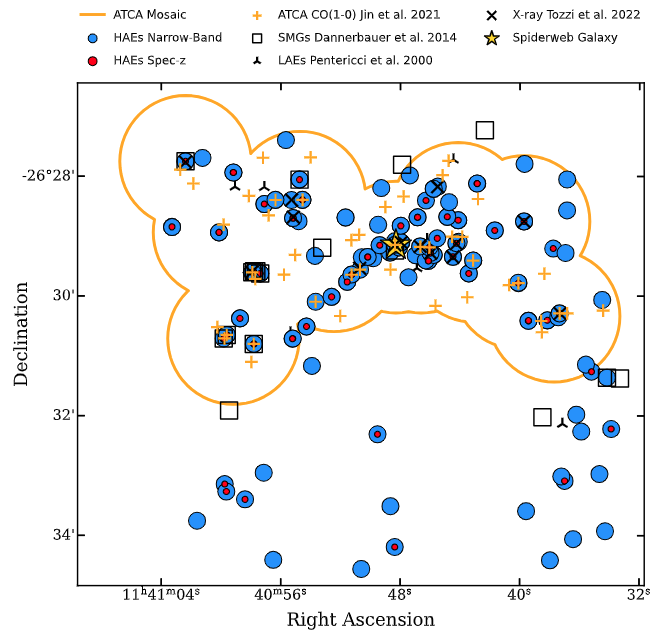 ATCA Mosaic
HAEs Narrow-Band
HAEs Spec-z
ATCA CO(1-0) Jin et al. 2021
SMGs Dannerbauer et al. 2014
LAEs Pentericci et al. 2000
X-ray Tozzi et al. 2022
Spiderweb Galaxy
-26°28'
30'
32'
34'
Declination
11ʰ41ᵐ04ˢ
40ᵐ56ˢ
48ˢ
40ˢ
32ˢ
Right Ascension